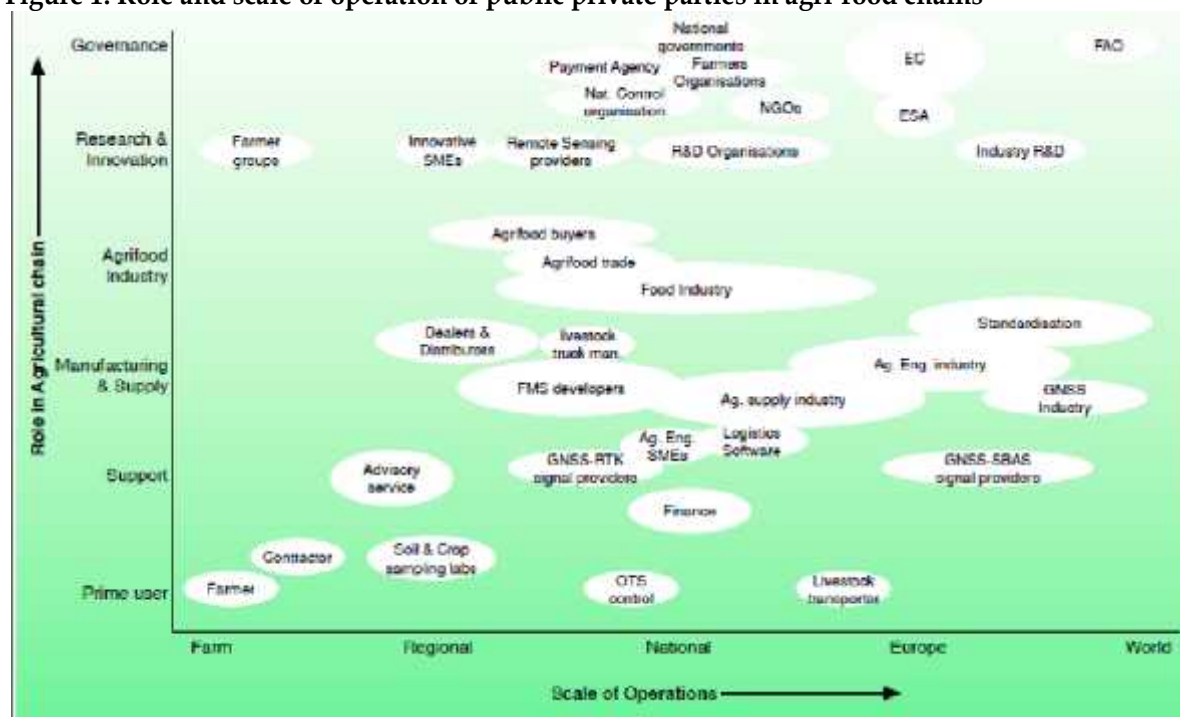 Figure 1. Role and scale of operation of public private parties in agri-food chains
Governance
National
governments
EC
FAO
Payment Agency
Farmers
Organisations
Nat. Control
organisation
NGOs
ESA
Research &
Innovation
Farmer
groups
Innovative
SMEs
Remote Sensing
providers
R&D Organisations
Industry R&D
Agrifood buyers
Agrifood
Industry
Agrifood trade
Food Industry
Standardisation
Dealers &
Distiburses
livestock
truck man.
Manufacturing
& Supply
Ag. Eng. industry
FMS developers
Ag. supply industry
GNSS
Industry
Ag. Eng.
SMEs
Logistics
Software
Support
Advisory
service
GNSS-RTK
signal providers
GNSS-SBAS
signal providers
Finance
Contractor
Soil & Crop
sampling labs
Prime user
Farmer
OTS
control
Livestock
transporter
Role in Agricultural chain
Farm
Regional
National
Europe
World
Scale of Operations